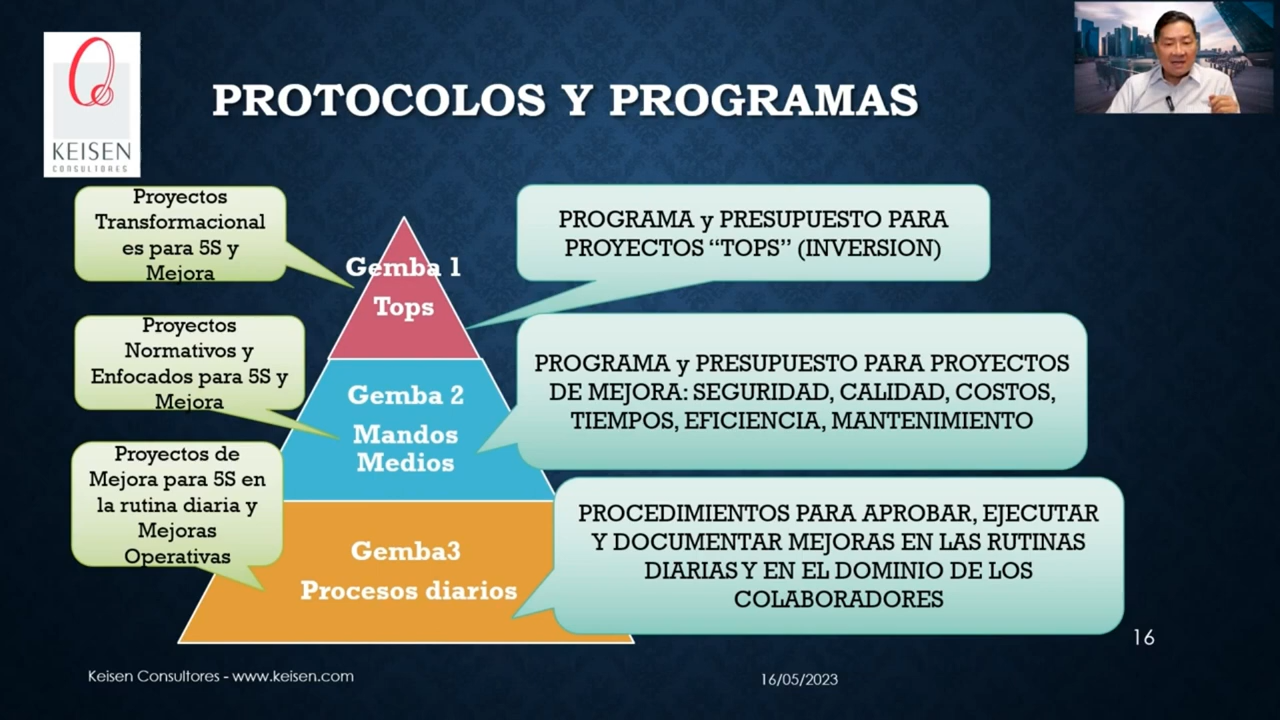 KEISEN
CONSULTORES
PROTOCOLOS Y PROGRAMAS
Proyectos
Transformacional
es para 5S y
Mejora
Gemba 1
Tops
PROGRAMA y PRESUPUESTO PARA
PROYECTOS “TOPS” (INVERSION)
Proyectos
Normativos y
Enfocados para 5S y
Mejora
Gemba 2
Mandos
Medios
PROGRAMA y PRESUPUESTO PARA PROYECTOS
DE MEJORA: SEGURIDAD, CALIDAD, COSTOS,
TIEMPOS, EFICIENCIA, MANTENIMIENTO
Proyectos de
Mejora para 5S en
la rutina diaria y
Mejoras
Operativas
Gemba3
Procesos diarios
PROCEDIMIENTOS PARA APROBAR, EJECUTAR
Y DOCUMENTAR MEJORAS EN LAS RUTINAS
DIARIAS Y EN EL DOMINIO DE LOS
COLABORADORES
16
Keisen Consultores - www.keisen.com
16/05/2023